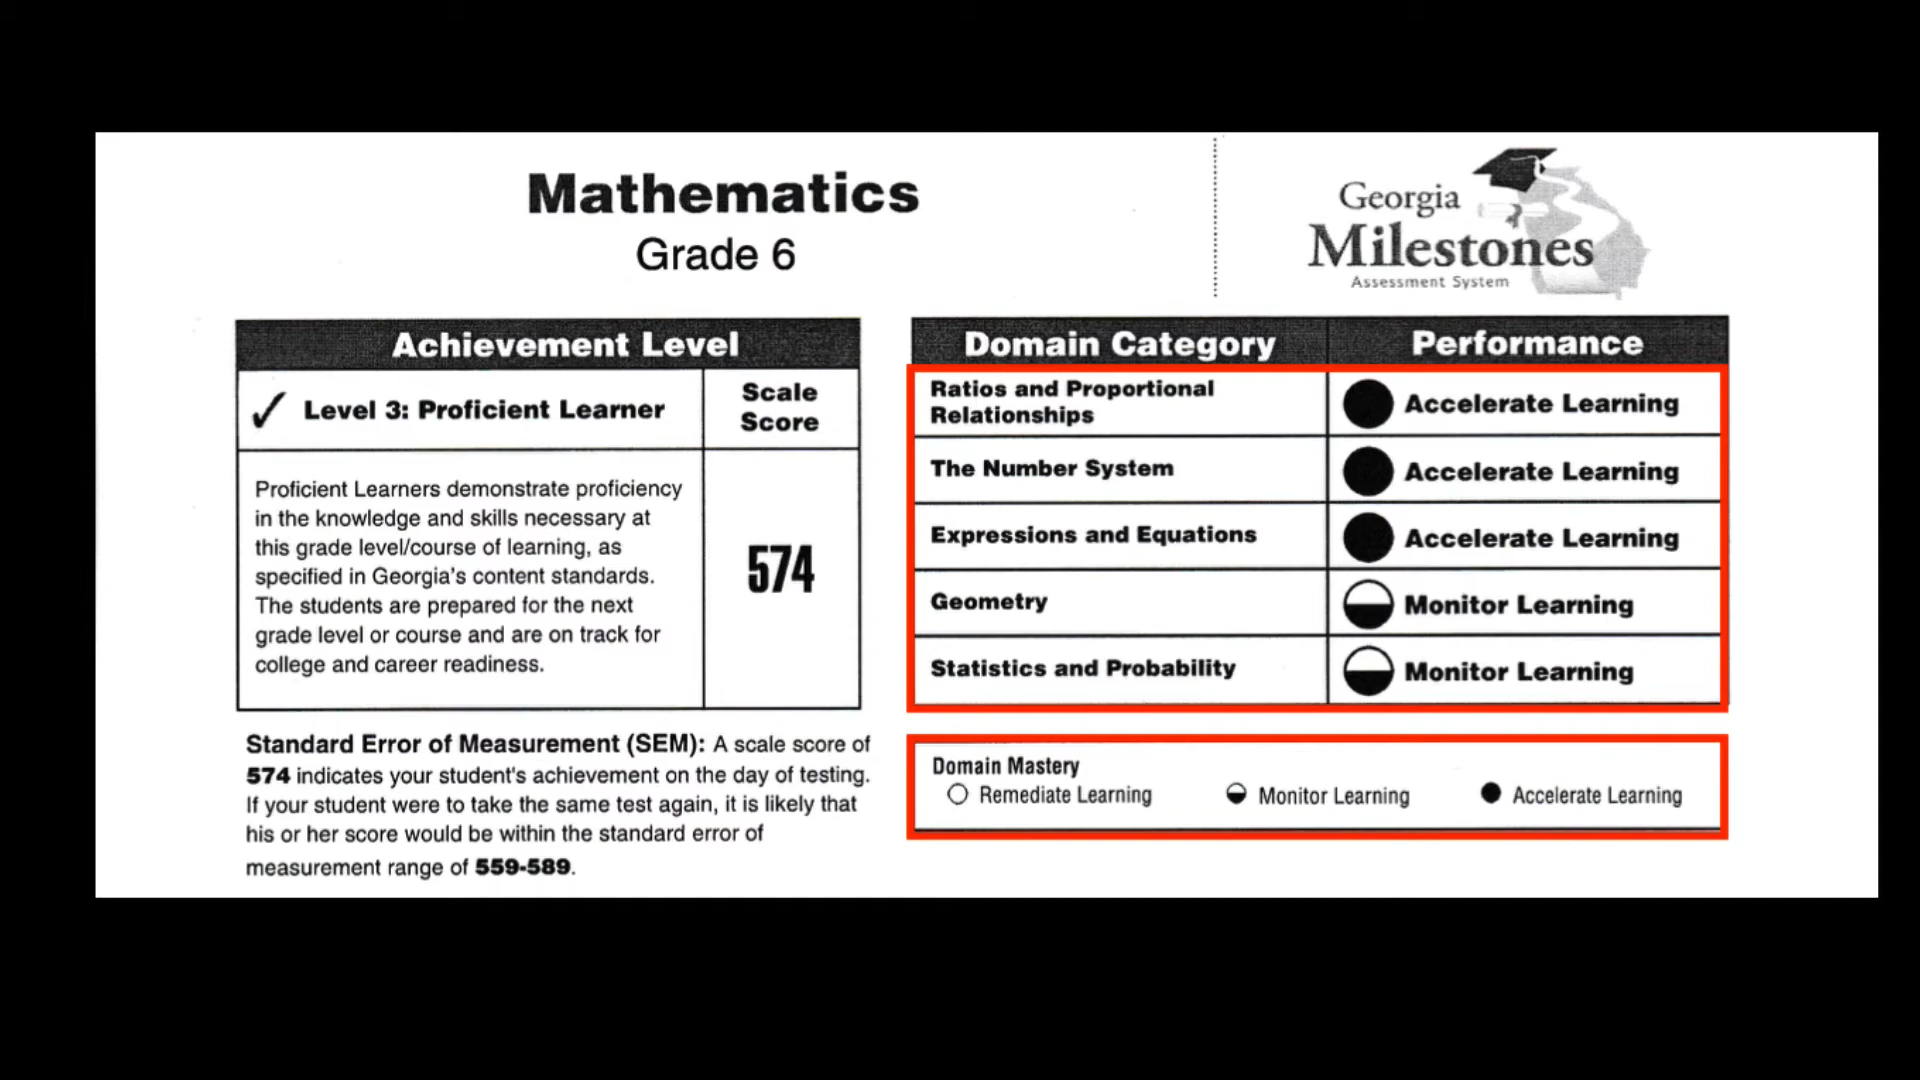 Mathematics
Grade 6
Georgia
Milestones
Assessment System
Achievement Level
Level 3: Proficient Learner
Scale
Score
Proficient Learners demonstrate proficiency
in the knowledge and skills necessary at
this grade level/course of learning, as
specified in Georgia's content standards.
The students are prepared for the next
grade level or course and are on track for
college and career readiness.
574
Standard Error of Measurement (SEM): A scale score of
574 indicates your student's achievement on the day of testing.
If your student were to take the same test again, it is likely that
his or her score would be within the standard error of
measurement range of 559-589.
Domain Category Performance
Ratios and Proportional
Relationships
Accelerate Learning
The Number System Accelerate Learning
Expressions and Equations Accelerate Learning
Geometry Monitor Learning
Statistics and Probability Monitor Learning
Domain Mastery
Remediate Learning Monitor Learning Accelerate Learning